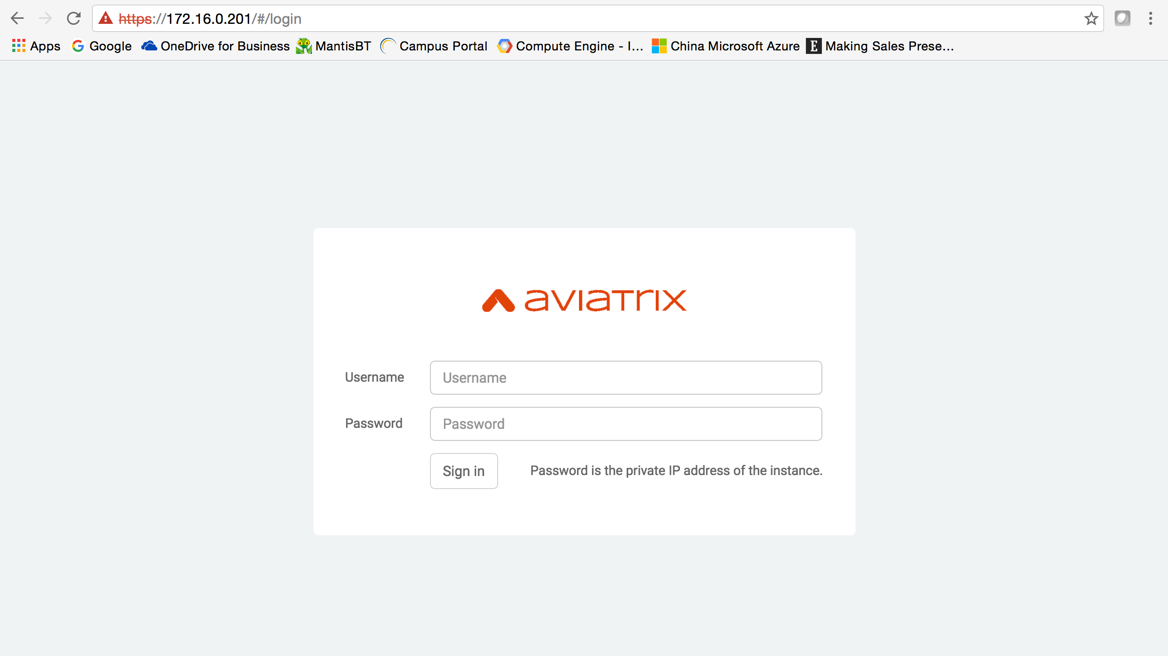 https://172.16.0.201/#/login
Apps Google OneDrive for Business MantisBT Campus Portal Compute Engine - I... China Microsoft Azure E Making Sales Prese...
aviatrix
Username Username
Password Password
Sign in Password is the private IP address of the instance.